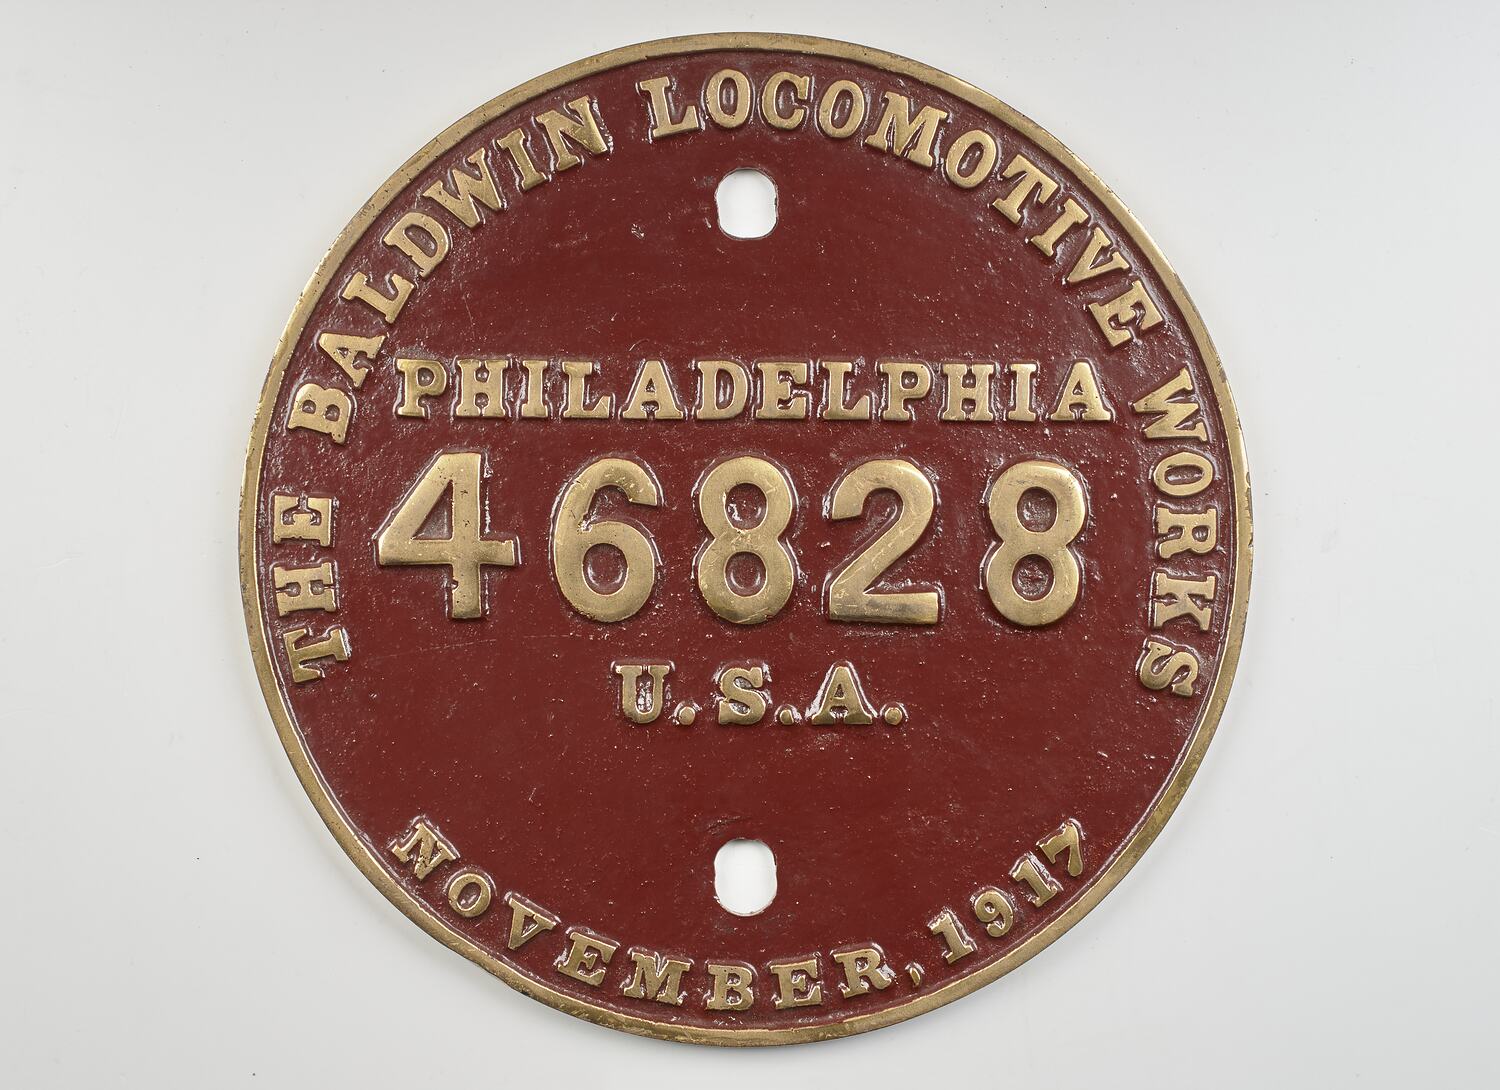 THE BALDWIN LOCOMOTIVE WORKS
PHILADELPHIA
46828
U.S.A.
NOVEMBER, 1917